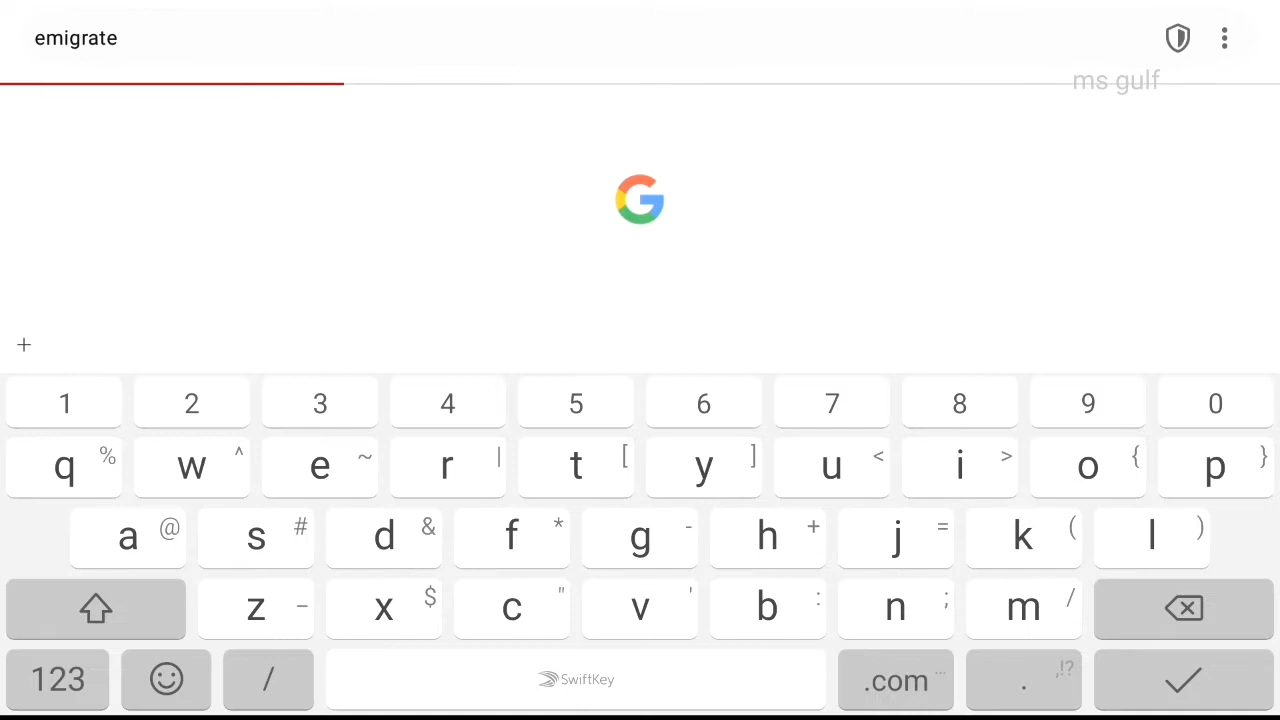 emigrate
ms gulf
G
+
1 2 3 4 5 6 7 8 9 0
q % w ^ e ~ r | t [ y ] u < i > o { p }
a @ s # d & f * g - h + j = k ( l )
z _ x $ c " v ' b : n ; m /
123 / SwiftKey .com ... . ,!?